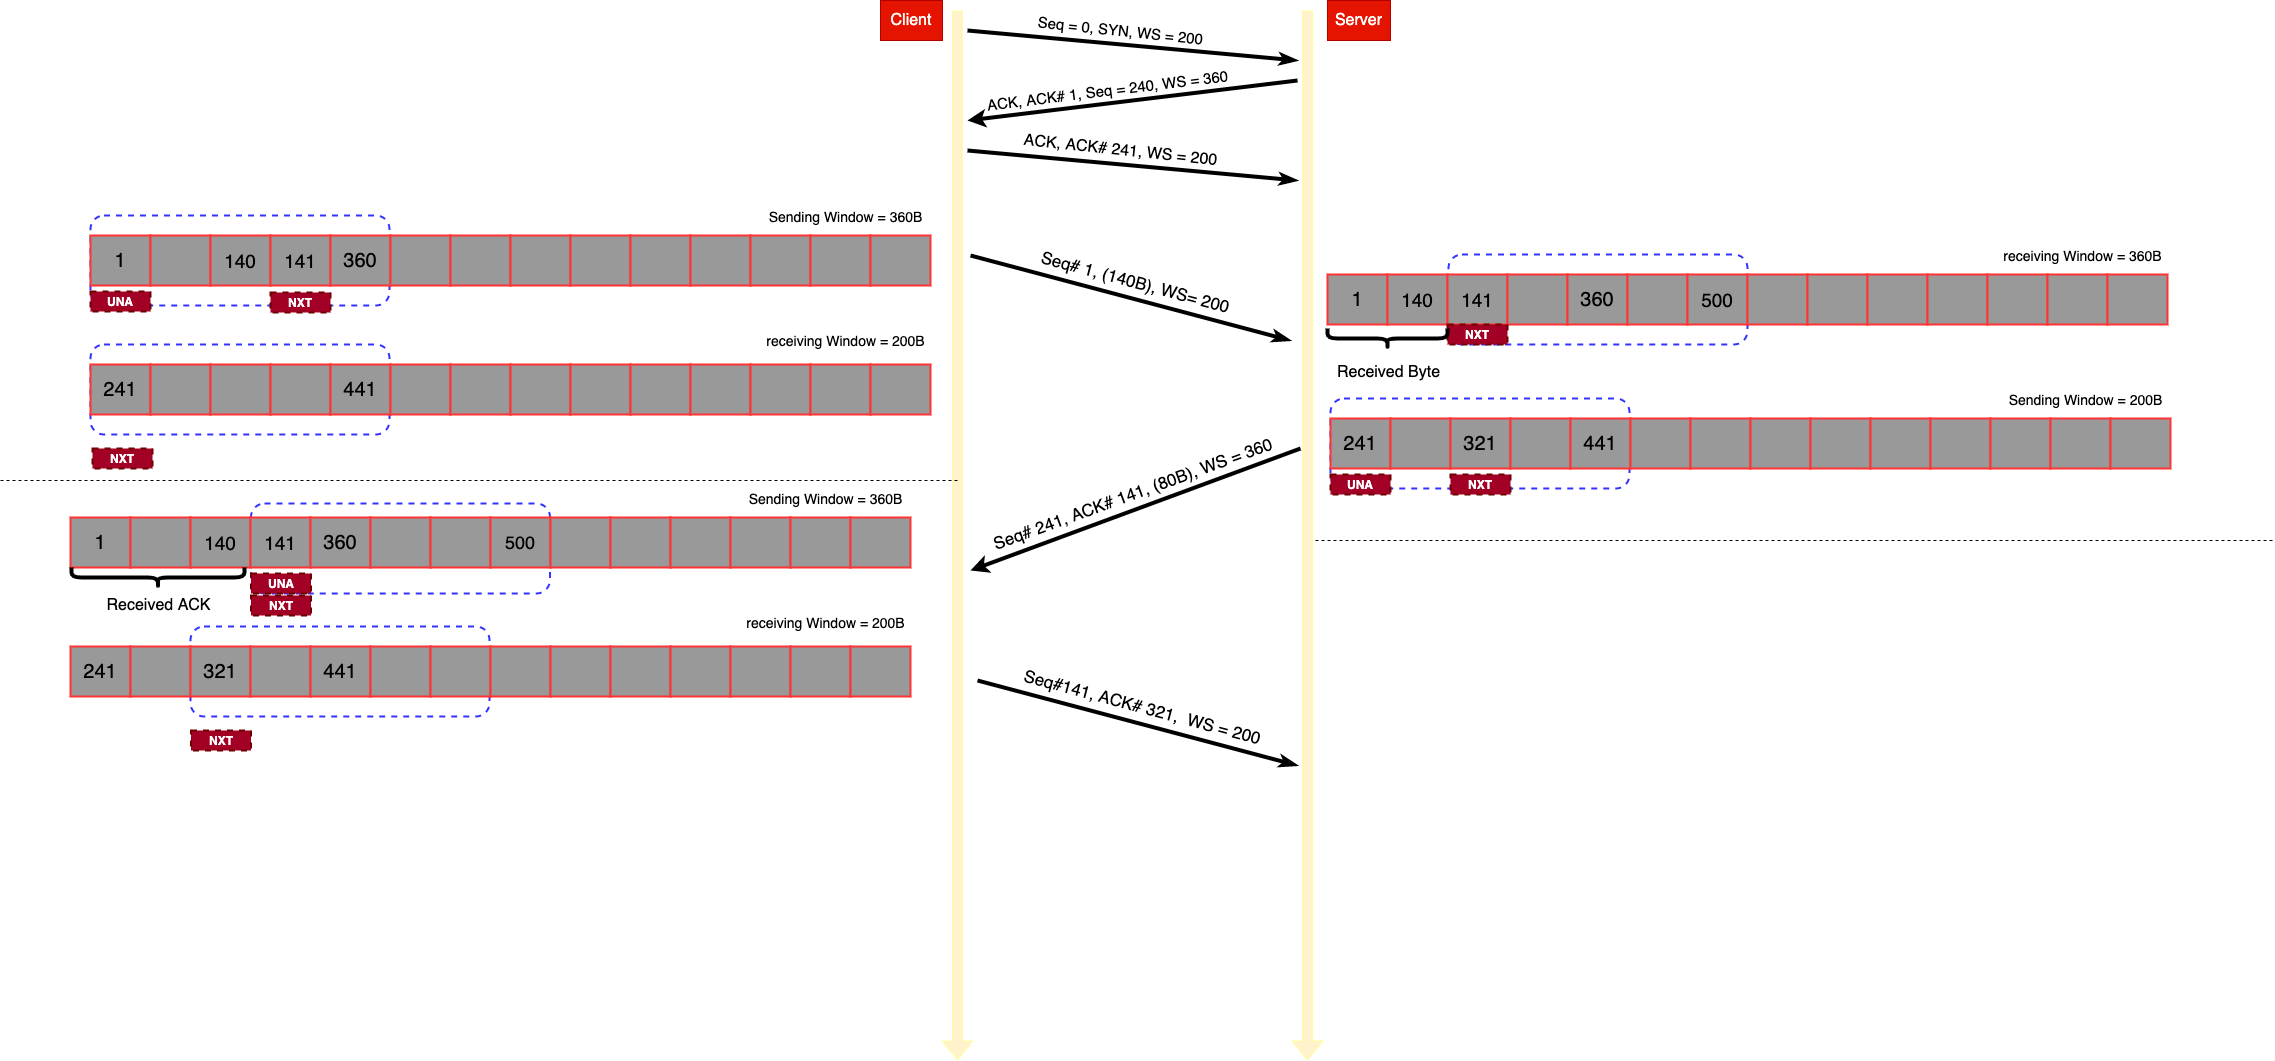 Client
Server
Seq = 0, SYN, WS = 200
ACK, ACK# 1, Seq = 240, WS = 360
ACK, ACK# 241, WS = 200
Sending Window = 360B
1 140 141 360
UNA NXT
Seq# 1, (140B), WS= 200
receiving Window = 360B
1 140 141 360 500
NXT
Received Byte
receiving Window = 200B
241 441
NXT
Sending Window = 200B
241 321 441
UNA NXT
Seq# 241, ACK# 141, (80B), WS = 360
Sending Window = 360B
1 140 141 360 500
UNA
NXT
Received ACK
receiving Window = 200B
241 321 441
NXT
Seq#141, ACK# 321, WS = 200